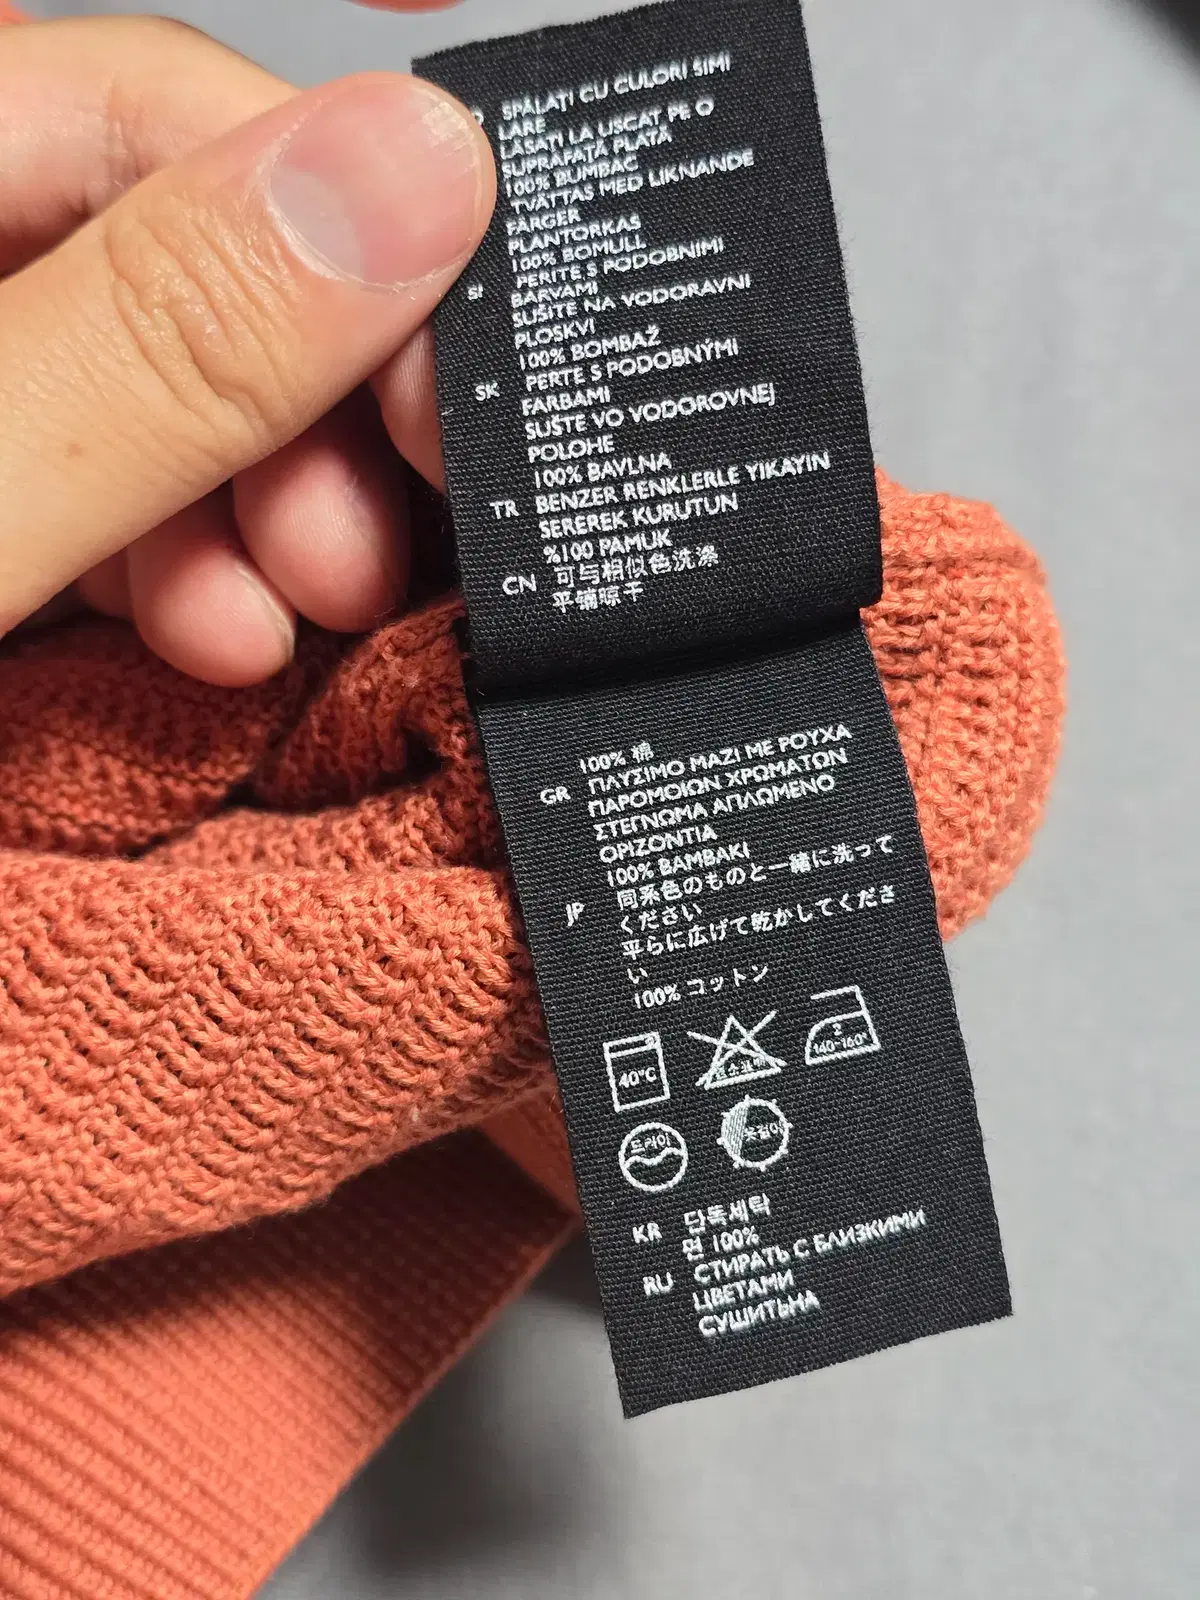 SPĂLAȚI CU CULORI SIMI
LARE
LĂSAȚI LA USCAT PE O
SUPRAFAȚĂ PLATĂ
100% BUMBAC
TVÄTTAS MED LIKNANDE
FÄRGER
PLANTORKAS
100% BOMULL
SI PERITE S PODOBNIMI
BARVAMI
SUŠITE NA VODORAVNI
PLOSKVI
100% BOMBAŽ
SK PERTE S PODOBNÝMI
FARBAMI
SUŠTE VO VODOROVNEJ
POLOHE
100% BAVLNA
TR BENZER RENKLERLE YIKAYIN
SEREREK KURUTUN
%100 PAMUK
CN 可与相似色洗涤
平铺晾干
100% 棉
GR ΠΛΥΣΙΜΟ ΜΑΖΙ ΜΕ ΡΟΥΧΑ
ΠΑΡΟΜΟΙΩΝ ΧΡΩΜΑΤΩΝ
ΣΤΕΓΝΩΜΑ ΑΠΛΩΜΕΝΟ
ΟΡΙΖΟΝΤΙΑ
100% ΒΑΜΒΑΚΙ
JP 同系色のものと一緒に洗って
ください
平らに広げて乾かしてくださ
い
100% コットン
40°C
2
140-160°
드라이
KR 단독세탁
면 100%
RU СТИРАТЬ С БЛИЗКИМИ
ЦВЕТАМИ
СУШИТЬНА